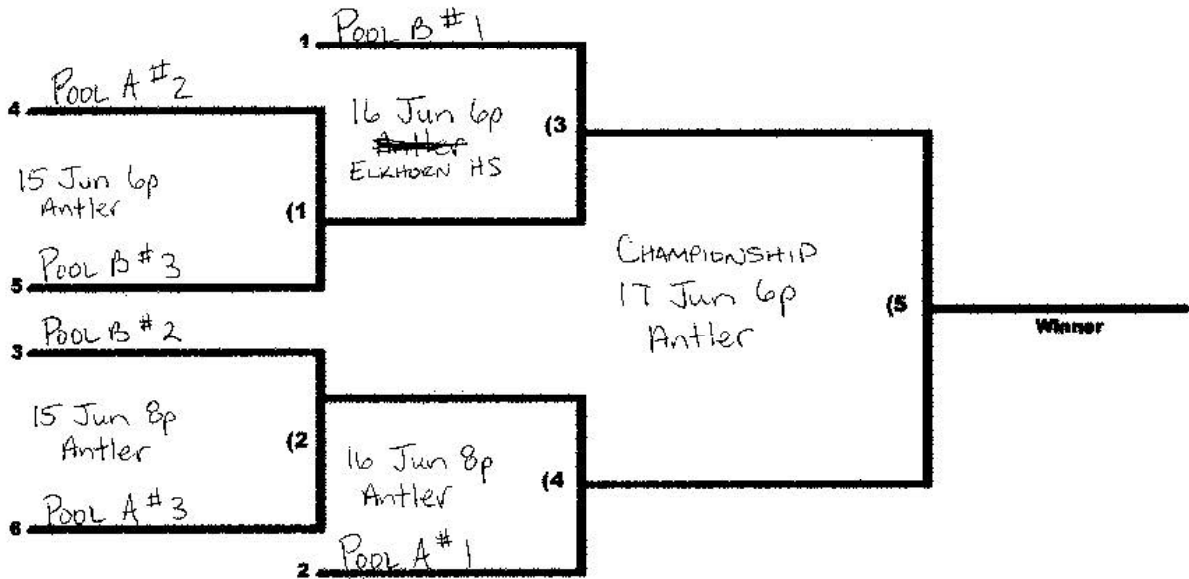 1 POOL B #1
4 POOL A #2
16 Jun 6p
(3
Antler
ELKHORN HS
15 Jun 6p
Antler
(1
5 POOL B #3
CHAMPIONSHIP
17 Jun 6p
Antler
(5
Winner
3 POOL B #2
15 Jun 8p
Antler
(2
16 Jun 8p
Antler
(4
6 POOL A #3
2 POOL A #1